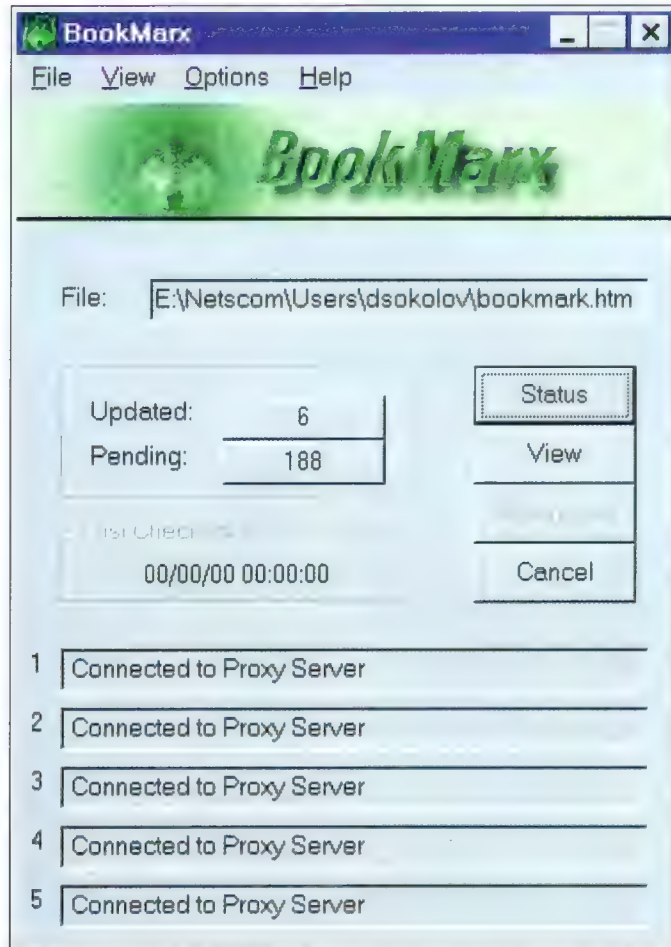 BookMarx
File View Options Help
BookMarx
File: E:\Netscom\Users\dsokolov\bookmark.htm
Updated: 6
Pending: 188
Status
View
Cancel
00/00/00 00:00:00
1 Connected to Proxy Server
2 Connected to Proxy Server
3 Connected to Proxy Server
4 Connected to Proxy Server
5 Connected to Proxy Server